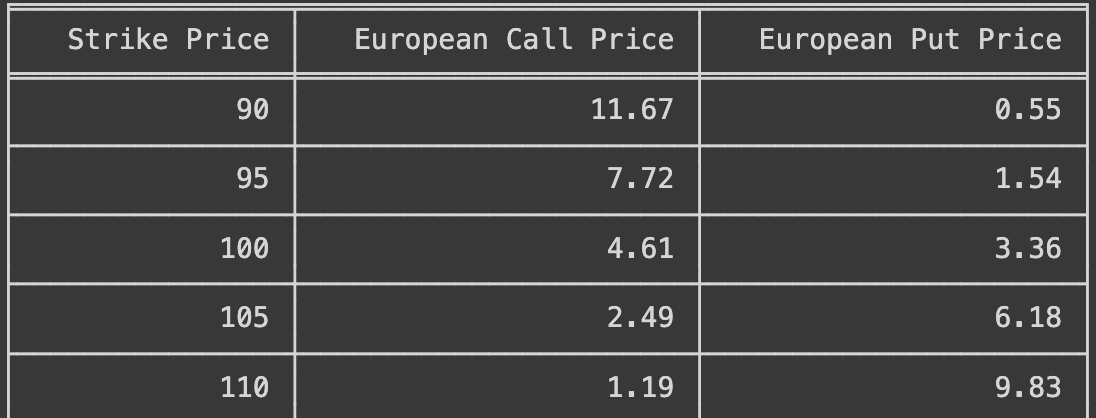 Strike Price European Call Price European Put Price
90 11.67 0.55
95 7.72 1.54
100 4.61 3.36
105 2.49 6.18
110 1.19 9.83